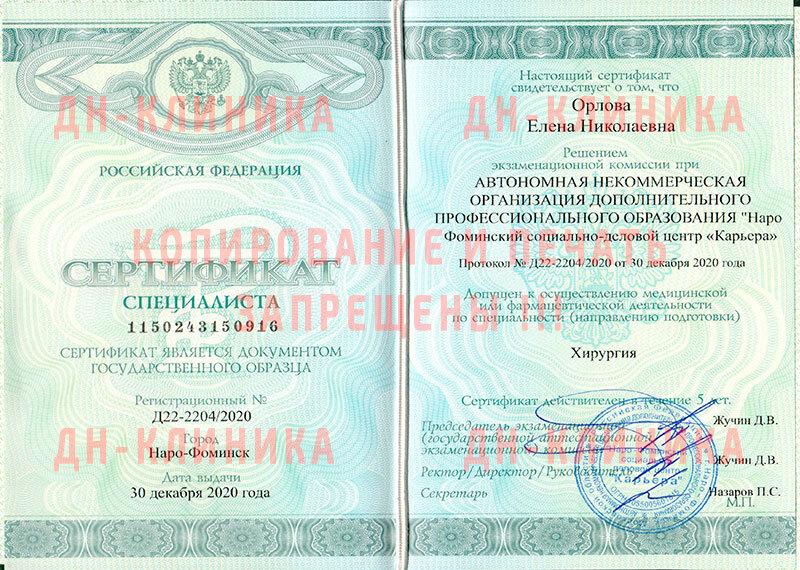 РОССИЙСКАЯ ФЕДЕРАЦИЯ
СЕРТИФИКАТ
СПЕЦИАЛИСТА
1150243150916
СЕРТИФИКАТ ЯВЛЯЕТСЯ ДОКУМЕНТОМ
ГОСУДАРСТВЕННОГО ОБРАЗЦА
Регистрационный №
Д22-2204/2020
Город
Наро-Фоминск
Дата выдачи
30 декабря 2020 года
Настоящий сертификат
свидетельствует о том, что
Орлова
Елена Николаевна
Решением
экзаменационной комиссии при
АВТОНОМНАЯ НЕКОММЕРЧЕСКАЯ
ОРГАНИЗАЦИЯ ДОПОЛНИТЕЛЬНОГО
ПРОФЕССИОНАЛЬНОГО ОБРАЗОВАНИЯ "Наро
Фоминский социально-деловой центр «Карьера»
Протокол № Д22-2204/2020 от 30 декабря 2020 года
Допущен к осуществлению медицинской
или фармацевтической деятельности
по специальности (направлению подготовки)
Хирургия
Сертификат действителен в течение 5 лет.
Председатель экзаменационной
(государственной аттестационной)
экзаменационной комиссии
Жучин Д.В.
Ректор/Директор/Руководитель
Жучин Д.В.
Секретарь
Назаров П.С.
М.П.
"Карьера"
ДН-КЛИНИКА
ДН-КЛИНИКА
КОПИРОВАНИЕ И ПЕЧАТЬ
ЗАПРЕЩЕНЫ !!!
ДН-КЛИНИКА
ДН-КЛИНИКА